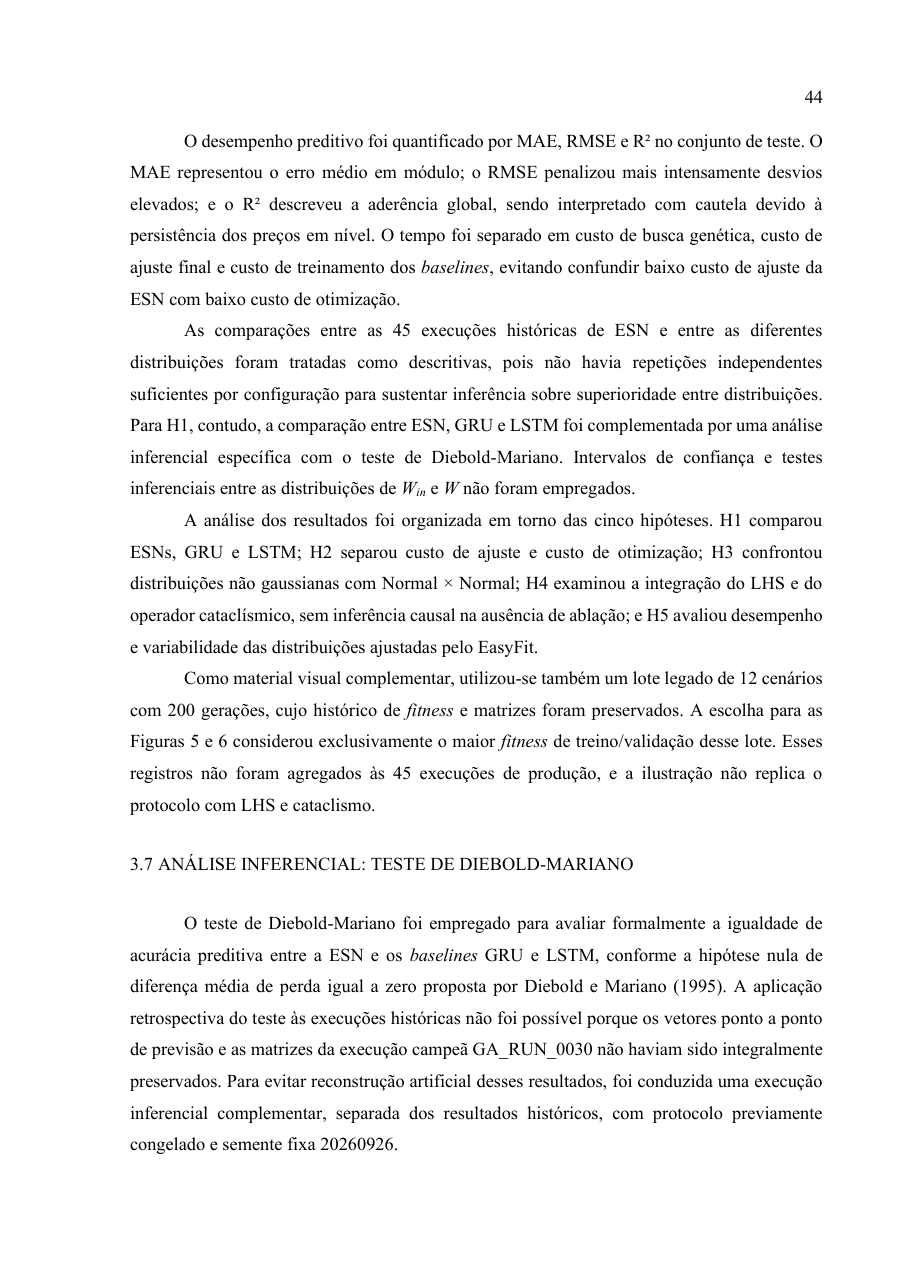 44
O desempenho preditivo foi quantificado por MAE, RMSE e R² no conjunto de teste. O
MAE representou o erro médio em módulo; o RMSE penalizou mais intensamente desvios
elevados; e o R² descreveu a aderência global, sendo interpretado com cautela devido à
persistência dos preços em nível. O tempo foi separado em custo de busca genética, custo de
ajuste final e custo de treinamento dos baselines, evitando confundir baixo custo de ajuste da
ESN com baixo custo de otimização.
As comparações entre as 45 execuções históricas de ESN e entre as diferentes
distribuições foram tratadas como descritivas, pois não havia repetições independentes
suficientes por configuração para sustentar inferência sobre superioridade entre distribuições.
Para H1, contudo, a comparação entre ESN, GRU e LSTM foi complementada por uma análise
inferencial específica com o teste de Diebold-Mariano. Intervalos de confiança e testes
inferenciais entre as distribuições de Win e W não foram empregados.
A análise dos resultados foi organizada em torno das cinco hipóteses. H1 comparou
ESNs, GRU e LSTM; H2 separou custo de ajuste e custo de otimização; H3 confrontou
distribuições não gaussianas com Normal × Normal; H4 examinou a integração do LHS e do
operador cataclísmico, sem inferência causal na ausência de ablação; e H5 avaliou desempenho
e variabilidade das distribuições ajustadas pelo EasyFit.
Como material visual complementar, utilizou-se também um lote legado de 12 cenários
com 200 gerações, cujo histórico de fitness e matrizes foram preservados. A escolha para as
Figuras 5 e 6 considerou exclusivamente o maior fitness de treino/validação desse lote. Esses
registros não foram agregados às 45 execuções de produção, e a ilustração não replica o
protocolo com LHS e cataclismo.
3.7 ANÁLISE INFERENCIAL: TESTE DE DIEBOLD-MARIANO
O teste de Diebold-Mariano foi empregado para avaliar formalmente a igualdade de
acurácia preditiva entre a ESN e os baselines GRU e LSTM, conforme a hipótese nula de
diferença média de perda igual a zero proposta por Diebold e Mariano (1995). A aplicação
retrospectiva do teste às execuções históricas não foi possível porque os vetores ponto a ponto
de previsão e as matrizes da execução campeã GA_RUN_0030 não haviam sido integralmente
preservados. Para evitar reconstrução artificial desses resultados, foi conduzida uma execução
inferencial complementar, separada dos resultados históricos, com protocolo previamente
congelado e semente fixa 20260926.